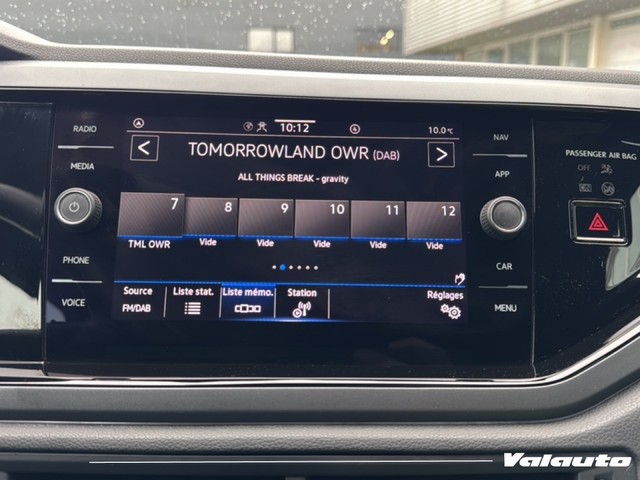 RADIO
MEDIA
PHONE
VOICE
10:12
10.0°C
<
TOMORROWLAND OWR (DAB)
>
ALL THINGS BREAK - gravity
7 8 9 10 11 12
TML OWR Vide Vide Vide Vide Vide
Source Liste stat. Liste mémo. Station Réglages
FM/DAB
NAV
APP
CAR
MENU
PASSENGER AIR BAG
OFF
Valauto